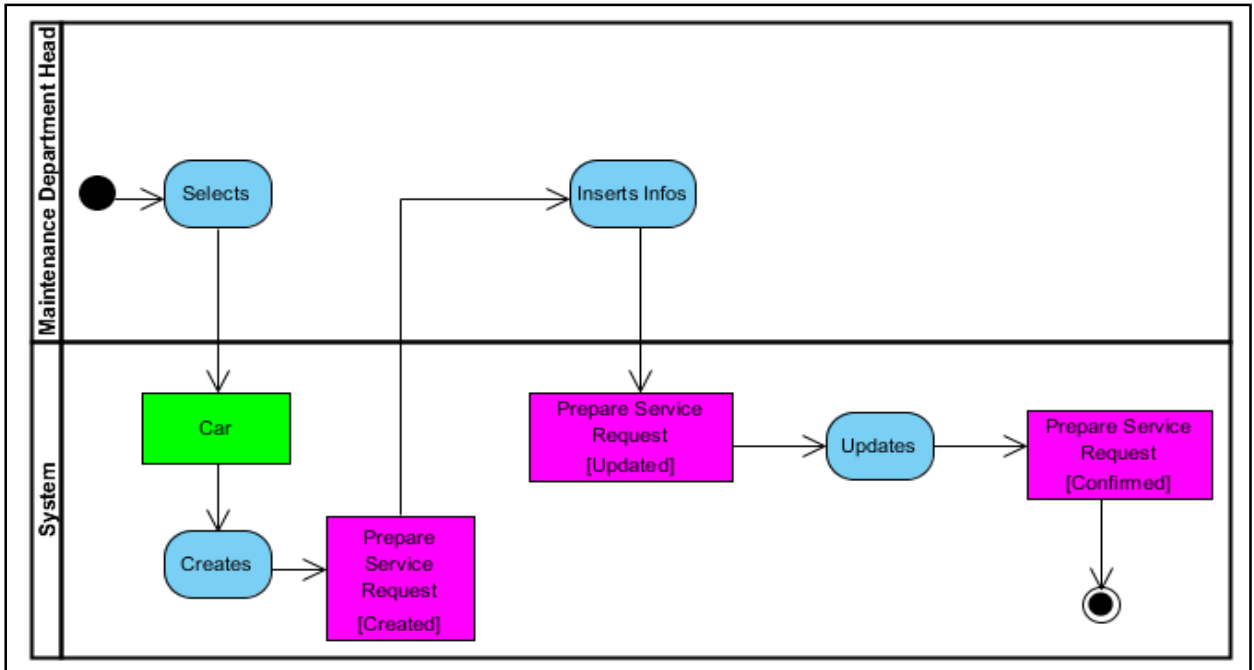 Maintenance Department Head
Selects
Inserts Infos
System
Car
Creates
Prepare
Service
Request
[Created]
Prepare Service
Request
[Updated]
Updates
Prepare Service
Request
[Confirmed]